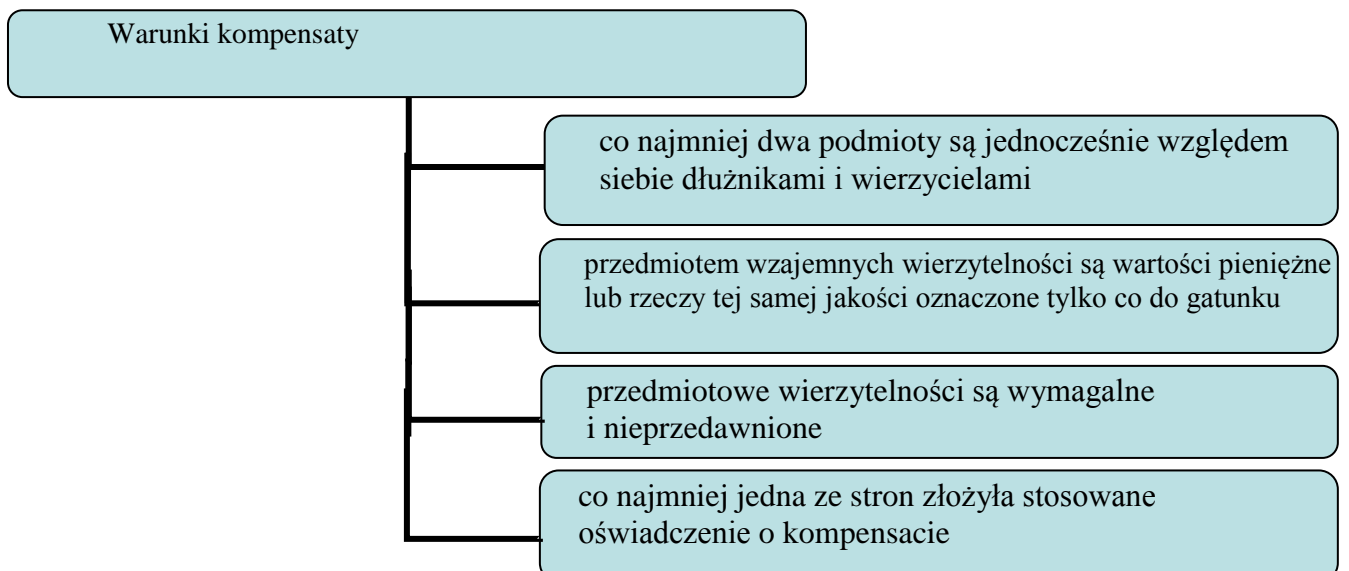 Warunki kompensaty
co najmniej dwa podmioty są jednocześnie względem
siebie dłużnikami i wierzycielami
przedmiotem wzajemnych wierzytelności są wartości pieniężne
lub rzeczy tej samej jakości oznaczone tylko co do gatunku
przedmiotowe wierzytelności są wymagalne
i nieprzedawnione
co najmniej jedna ze stron złożyła stosowane
oświadczenie o kompensacie